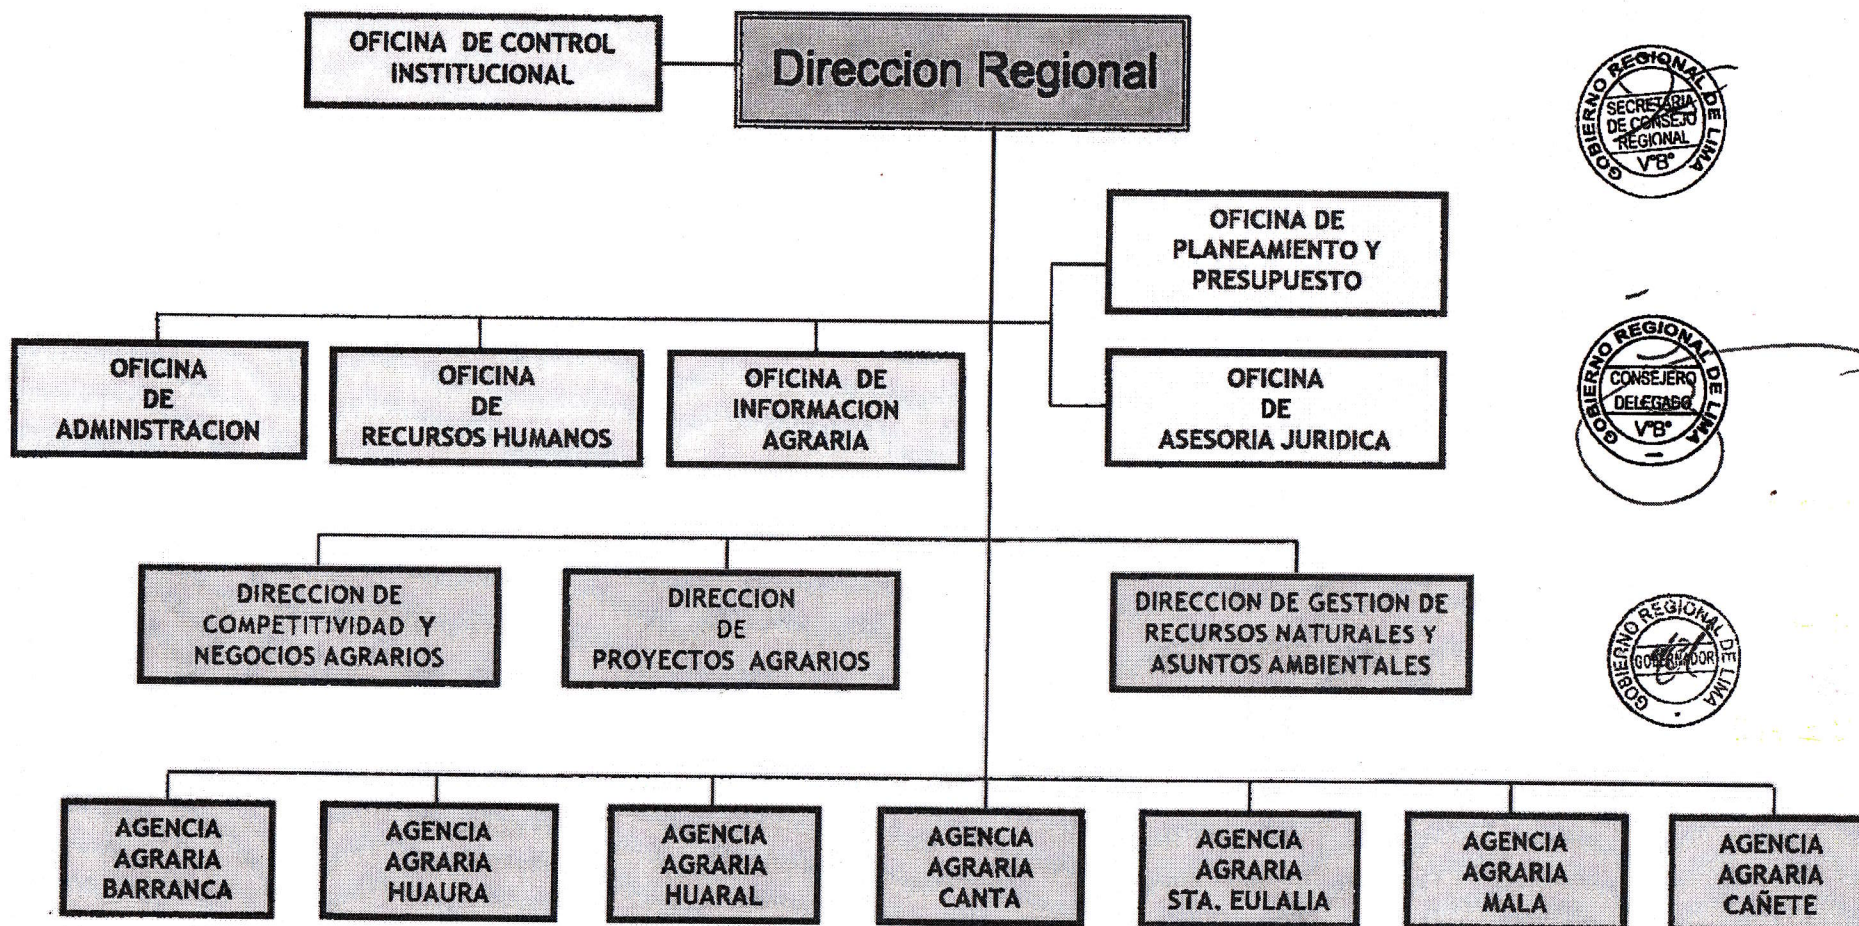 OFICINA DE CONTROL
INSTITUCIONAL
Direccion Regional
GOBIERNO REGIONAL DE LIMA
SECRETARIA
DE CONSEJO
REGIONAL
V°B°
OFICINA DE
PLANEAMIENTO Y
PRESUPUESTO
OFICINA
DE
ADMINISTRACION
OFICINA
DE
RECURSOS HUMANOS
OFICINA DE
INFORMACION
AGRARIA
OFICINA
DE
ASESORIA JURIDICA
GOBIERNO REGIONAL DE LIMA
CONSEJERO
DELEGADO
V°B°
DIRECCION DE
COMPETITIVIDAD Y
NEGOCIOS AGRARIOS
DIRECCION
DE
PROYECTOS AGRARIOS
DIRECCION DE GESTION DE
RECURSOS NATURALES Y
ASUNTOS AMBIENTALES
GOBIERNO REGIONAL DE LIMA
GOBERNADOR
AGENCIA
AGRARIA
BARRANCA
AGENCIA
AGRARIA
HUAURA
AGENCIA
AGRARIA
HUARAL
AGENCIA
AGRARIA
CANTA
AGENCIA
AGRARIA
STA. EULALIA
AGENCIA
AGRARIA
MALA
AGENCIA
AGRARIA
CAÑETE